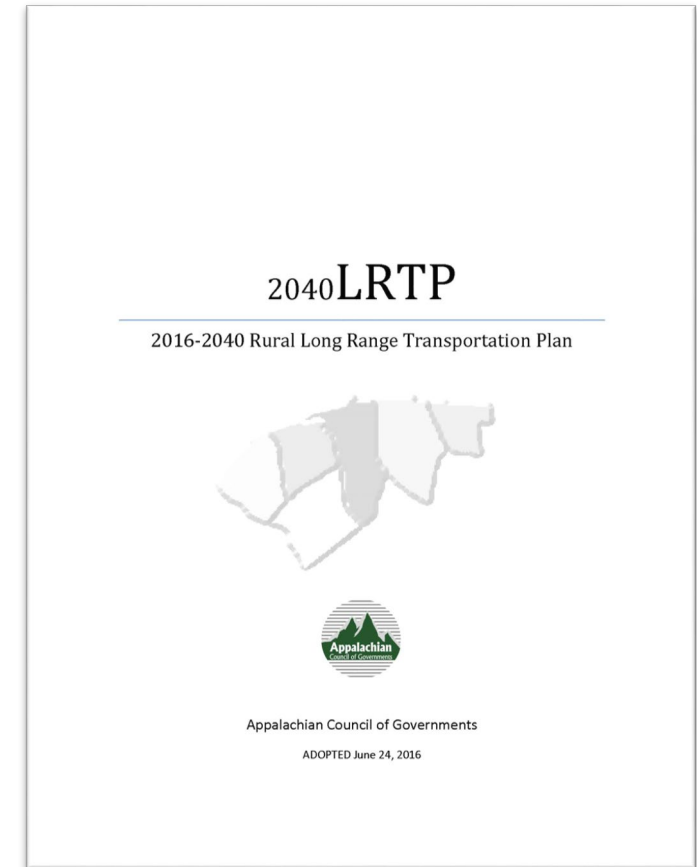 2040LRTP
2016-2040 Rural Long Range Transportation Plan
Appalachian
Council of Governments
Appalachian Council of Governments
ADOPTED June 24, 2016